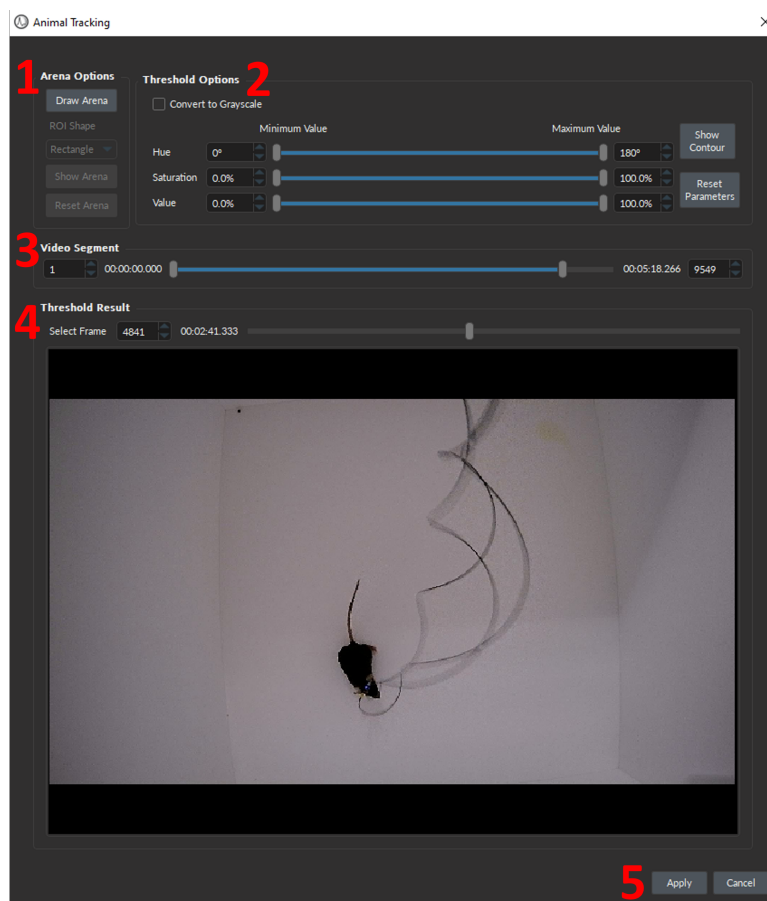 Animal Tracking
1 Arena Options
Draw Arena
ROI Shape
Rectangle
Show Arena
Reset Arena
Threshold Options 2
Convert to Grayscale
Minimum Value Maximum Value
Hue 0° 180°
Saturation 0.0% 100.0%
Value 0.0% 100.0%
Show
Contour
Reset
Parameters
3 Video Segment
1 00:00:00.000 00:05:18.266 9549
4 Threshold Result
Select Frame 4841 00:02:41.333
5 Apply Cancel